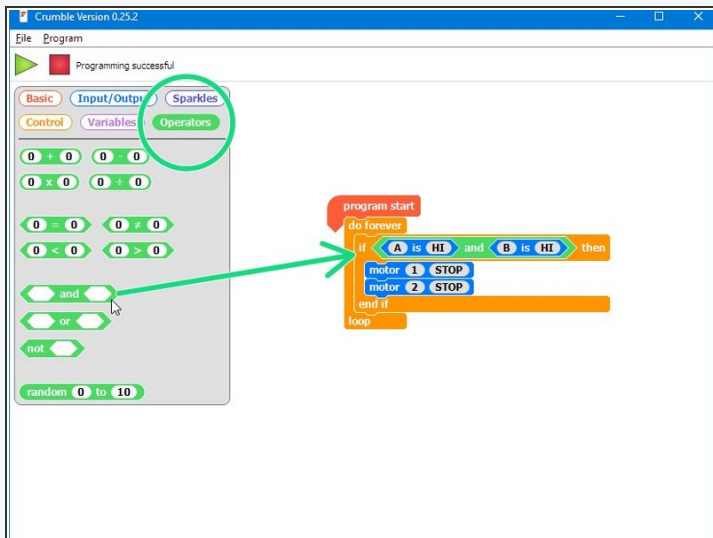 Crumble Version 0.25.2
File Program
Programming successful
Basic Input/Output Sparkles
Control Variables Operators
0 + 0 0 - 0
0 x 0 0 ÷ 0
0 = 0 0 ≠ 0
0 < 0 0 > 0
and
or
not
random 0 to 10
program start
do forever
if A is HI and B is HI then
motor 1 STOP
motor 2 STOP
end if
loop